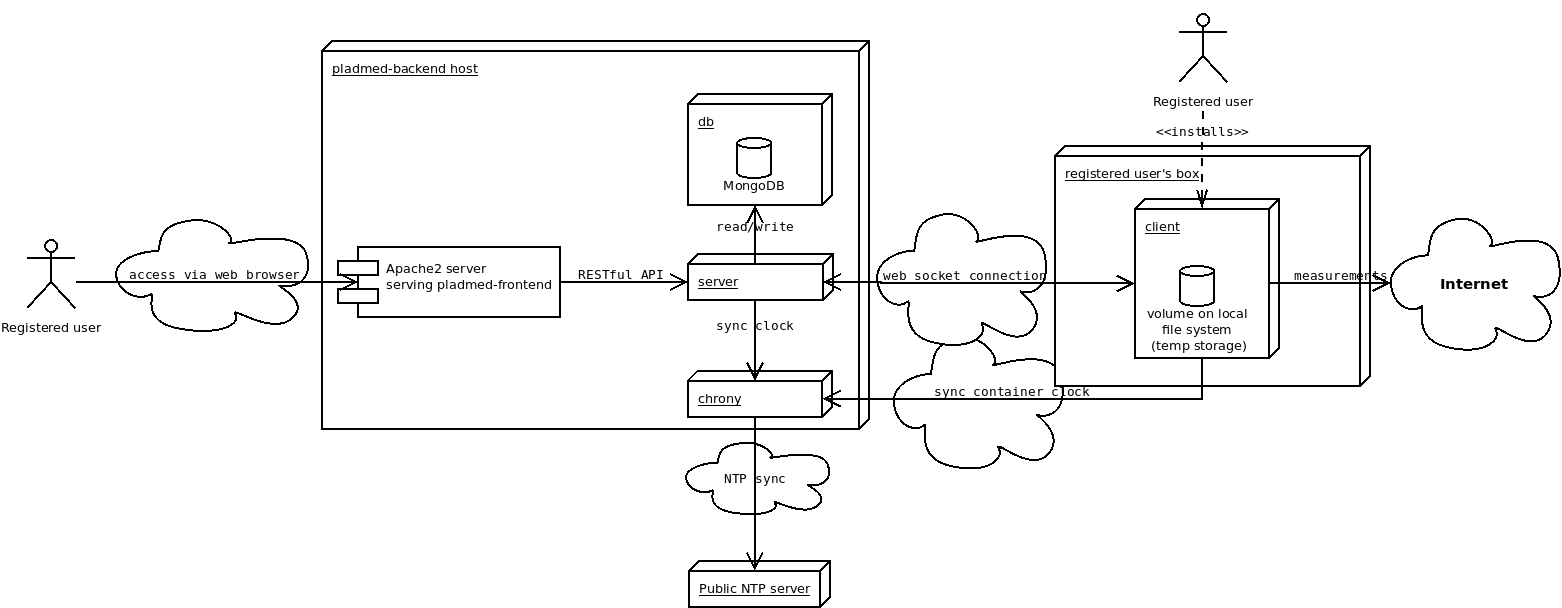 Registered user
<<installs>>
pladmed-backend host
db
MongoDB
read/write
registered user's box
client
volume on local
file system
(temp storage)
access via web browser
Registered user
Apache2 server
serving pladmed-frontend
RESTful API
server
web socket connection
measurements
Internet
sync clock
chrony
sync container clock
NTP sync
Public NTP server